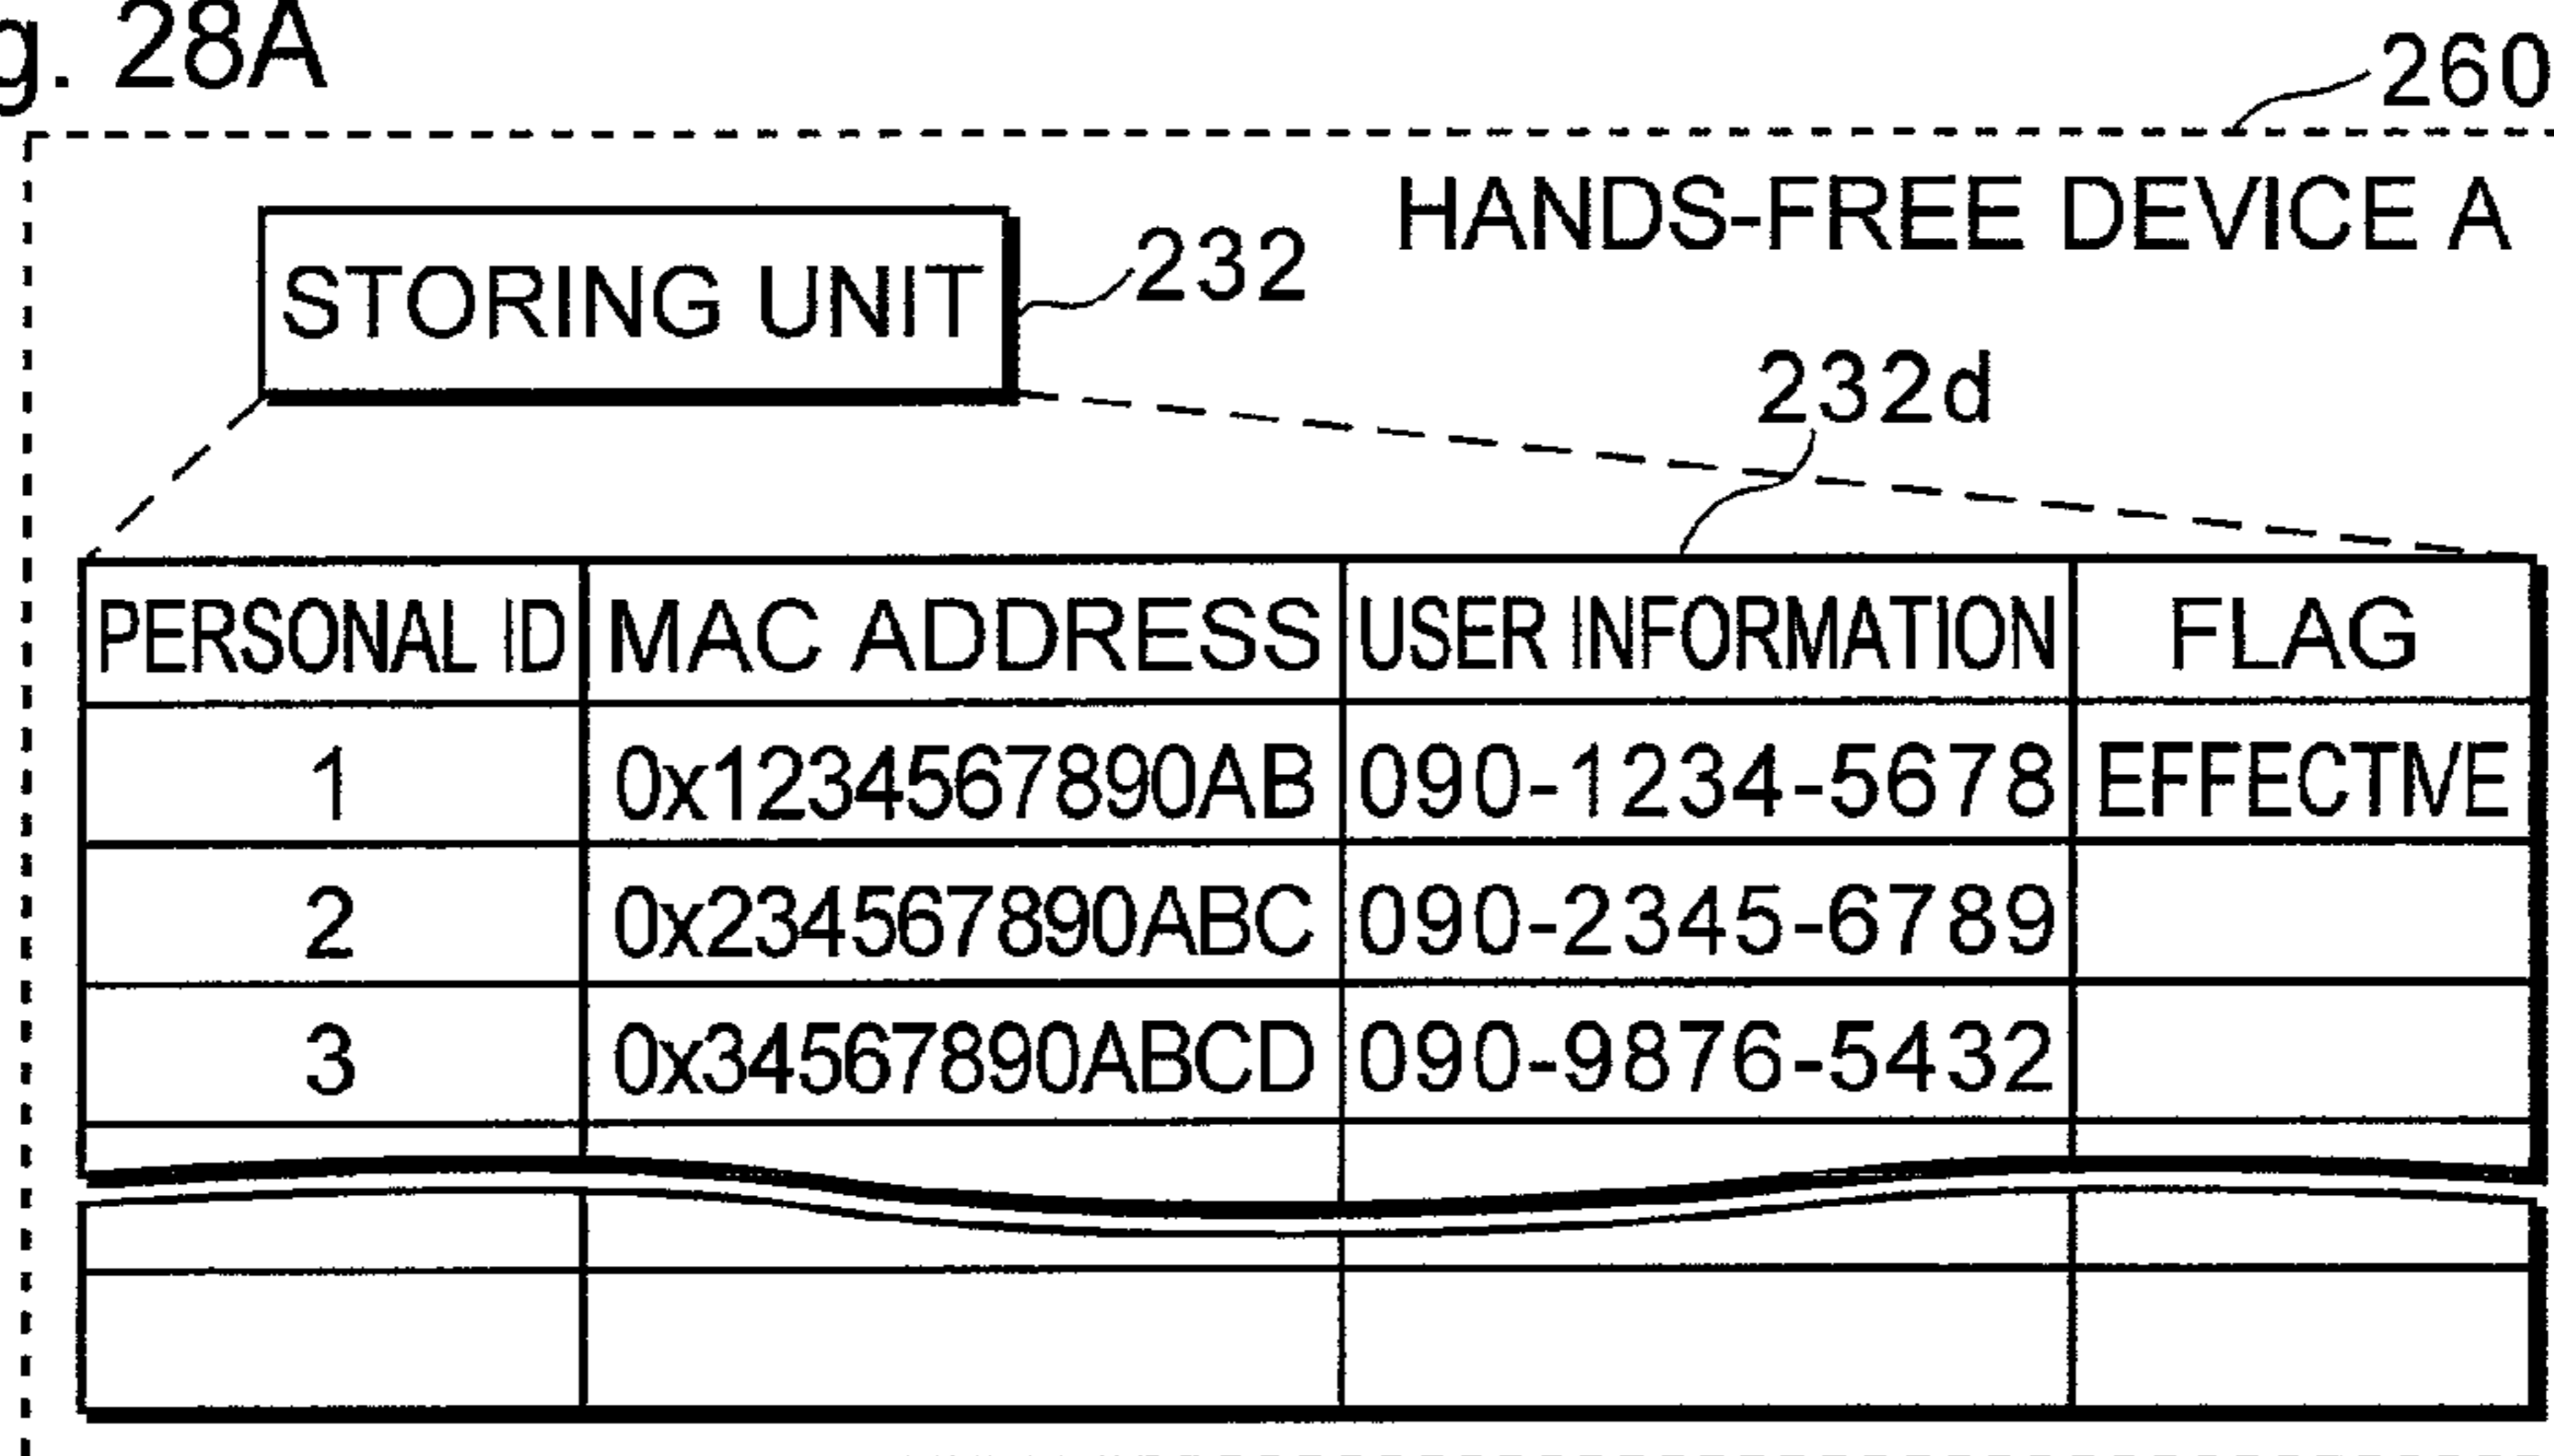 g. 28A
260
HANDS-FREE DEVICE A
STORING UNIT
232
232d
PERSONAL ID MAC ADDRESS USER INFORMATION FLAG
1 0x1234567890AB 090-1234-5678 EFFECTIVE
2 0x234567890ABC 090-2345-6789
3 0x34567890ABCD 090-9876-5432